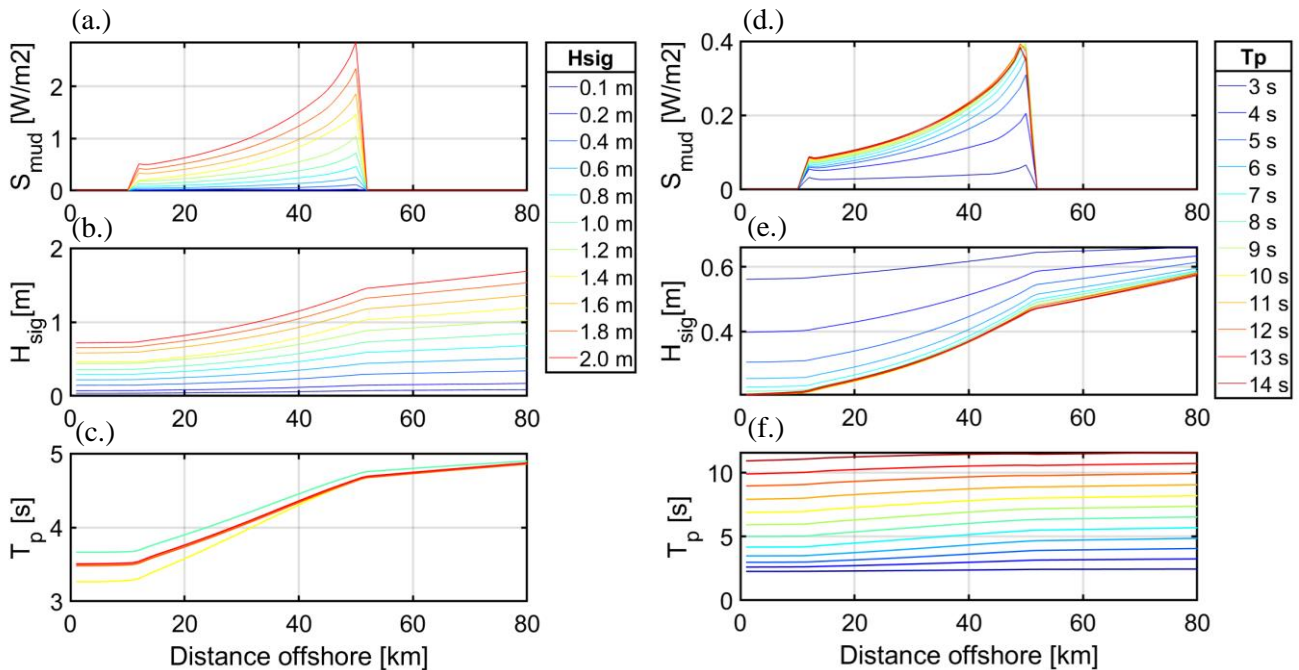 (a.)
S_mud [W/m2]
2
1
0
0 20 40 60 80
(b.)
H_sig[m]
2
1
0
0 20 40 60 80
(c.)
T_p [s]
5
4
3
0 20 40 60 80
Distance offshore [km]
Hsig
0.1 m
0.2 m
0.4 m
0.6 m
0.8 m
1.0 m
1.2 m
1.4 m
1.6 m
1.8 m
2.0 m
(d.)
S_mud [W/m2]
0.4
0.2
0
0 20 40 60 80
(e.)
H_sig[m]
0.6
0.4
0 20 40 60 80
(f.)
T_p [s]
10
5
0
0 20 40 60 80
Distance offshore [km]
Tp
3 s
4 s
5 s
6 s
7 s
8 s
9 s
10 s
11 s
12 s
13 s
14 s